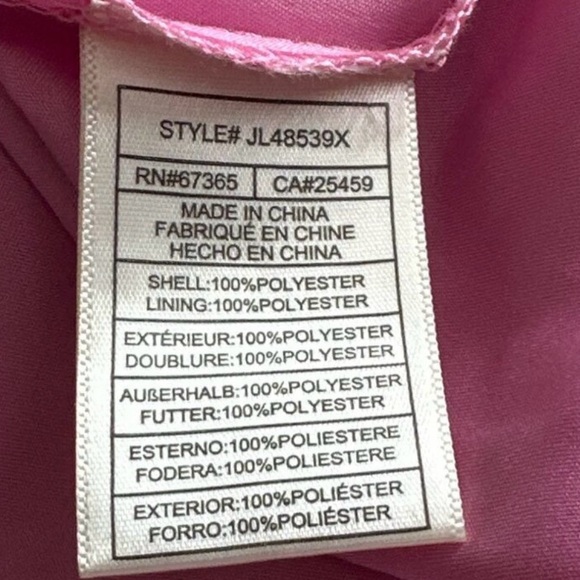 STYLE# JL48539X
RN#67365 CA#25459
MADE IN CHINA
FABRIQUÉ EN CHINE
HECHO EN CHINA
SHELL:100%POLYESTER
LINING:100%POLYESTER
EXTÉRIEUR:100%POLYESTER
DOUBLURE:100%POLYESTER
AUßERHALB:100%POLYESTER
FUTTER:100%POLYESTER
ESTERNO:100%POLIESTERE
FODERA:100%POLIESTERE
EXTERIOR:100%POLIÉSTER
FORRO:100%POLIÉSTER